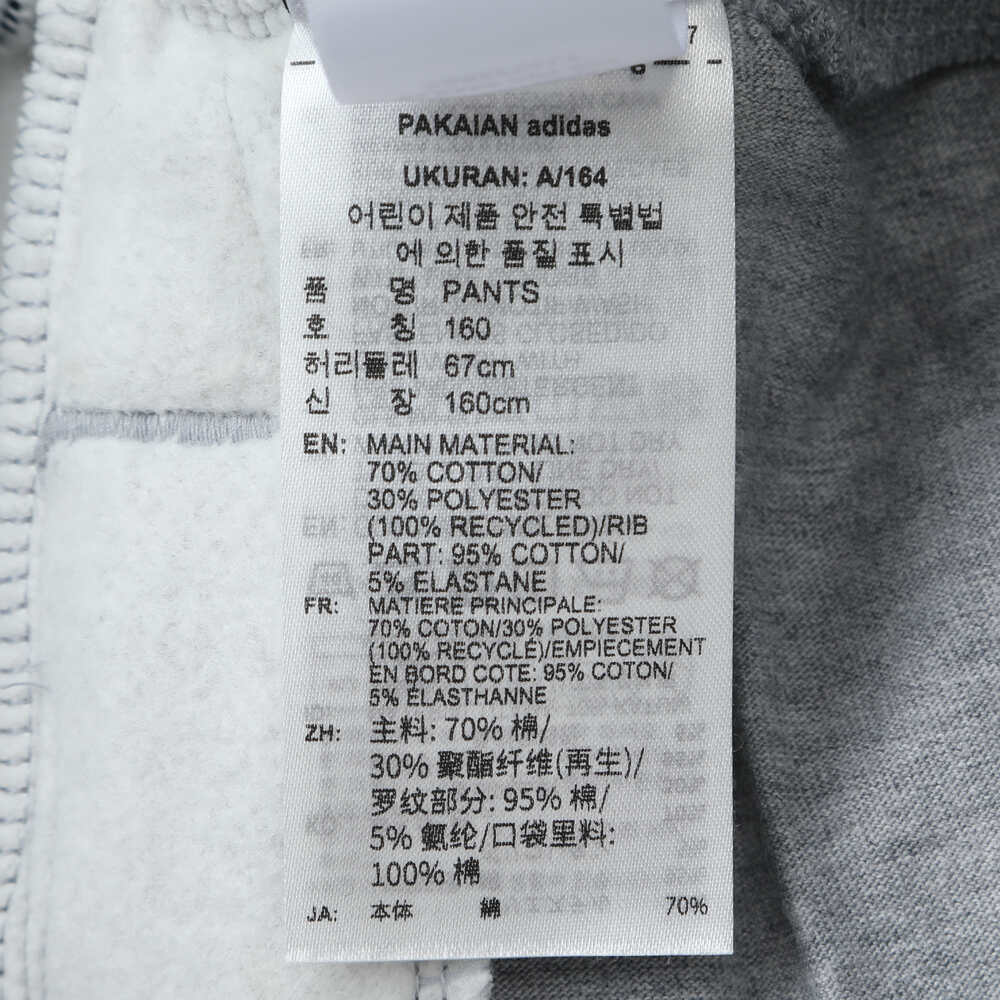 7
PAKAIAN adidas
UKURAN: A/164
어린이 제품 안전 특별법
에 의한 품질 표시
품 명 PANTS
호 칭 160
허리둘레 67cm
신 장 160cm
EN: MAIN MATERIAL:
70% COTTON/
30% POLYESTER
(100% RECYCLED)/RIB
PART: 95% COTTON/
5% ELASTANE
FR: MATIERE PRINCIPALE:
70% COTON/30% POLYESTER
(100% RECYCLÉ)/EMPIECEMENT
EN BORD COTE: 95% COTON/
5% ÉLASTHANNE
ZH: 主料: 70% 棉/
30% 聚酯纤维(再生)/
罗纹部分: 95% 棉/
5% 氨纶/口袋里料:
100% 棉
JA: 本体 綿 70%